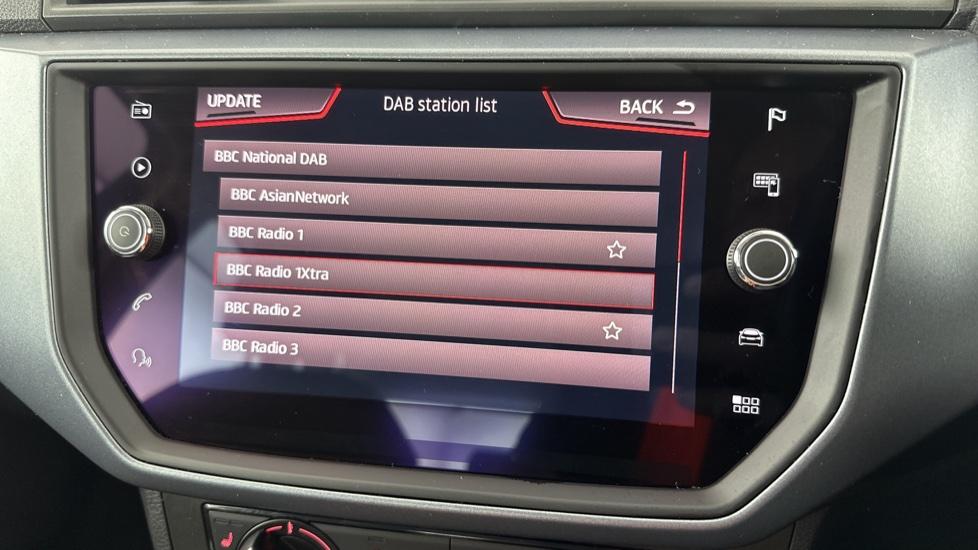 UPDATE
DAB station list
BACK
BBC National DAB
BBC AsianNetwork
BBC Radio 1
BBC Radio 1Xtra
BBC Radio 2
BBC Radio 3